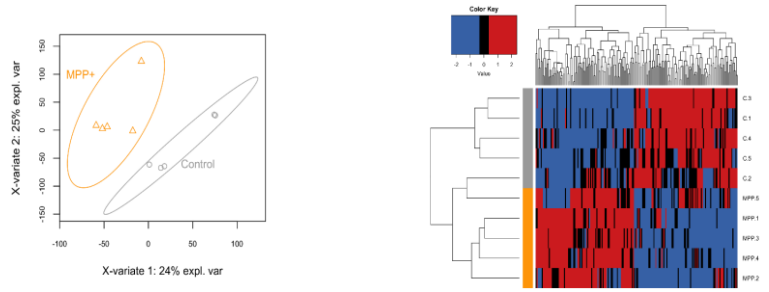 150
100
50
0
-50
-100
-150
X-variate 2: 25% expl. var
MPP+
Control
-100 -50 0 50 100
X-variate 1: 24% expl. var
Color Key
-2 -1 0 1 2
Value
C.3
C.1
C.4
C.5
C.2
MPP.5
MPP.1
MPP.3
MPP.4
MPP.2